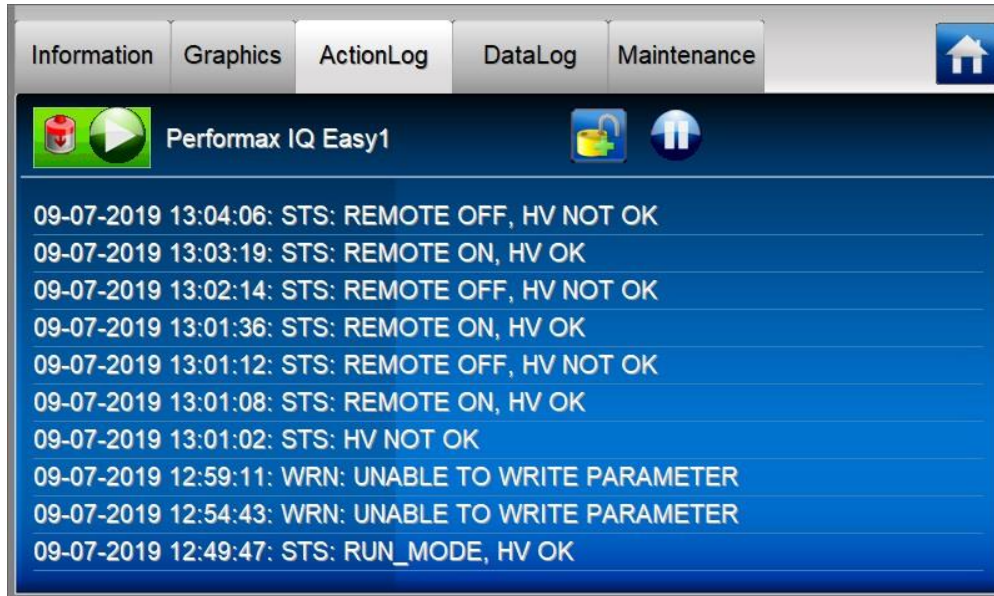 Information Graphics ActionLog DataLog Maintenance
Performax IQ Easy1
09-07-2019 13:04:06: STS: REMOTE OFF, HV NOT OK
09-07-2019 13:03:19: STS: REMOTE ON, HV OK
09-07-2019 13:02:14: STS: REMOTE OFF, HV NOT OK
09-07-2019 13:01:36: STS: REMOTE ON, HV OK
09-07-2019 13:01:12: STS: REMOTE OFF, HV NOT OK
09-07-2019 13:01:08: STS: REMOTE ON, HV OK
09-07-2019 13:01:02: STS: HV NOT OK
09-07-2019 12:59:11: WRN: UNABLE TO WRITE PARAMETER
09-07-2019 12:54:43: WRN: UNABLE TO WRITE PARAMETER
09-07-2019 12:49:47: STS: RUN_MODE, HV OK